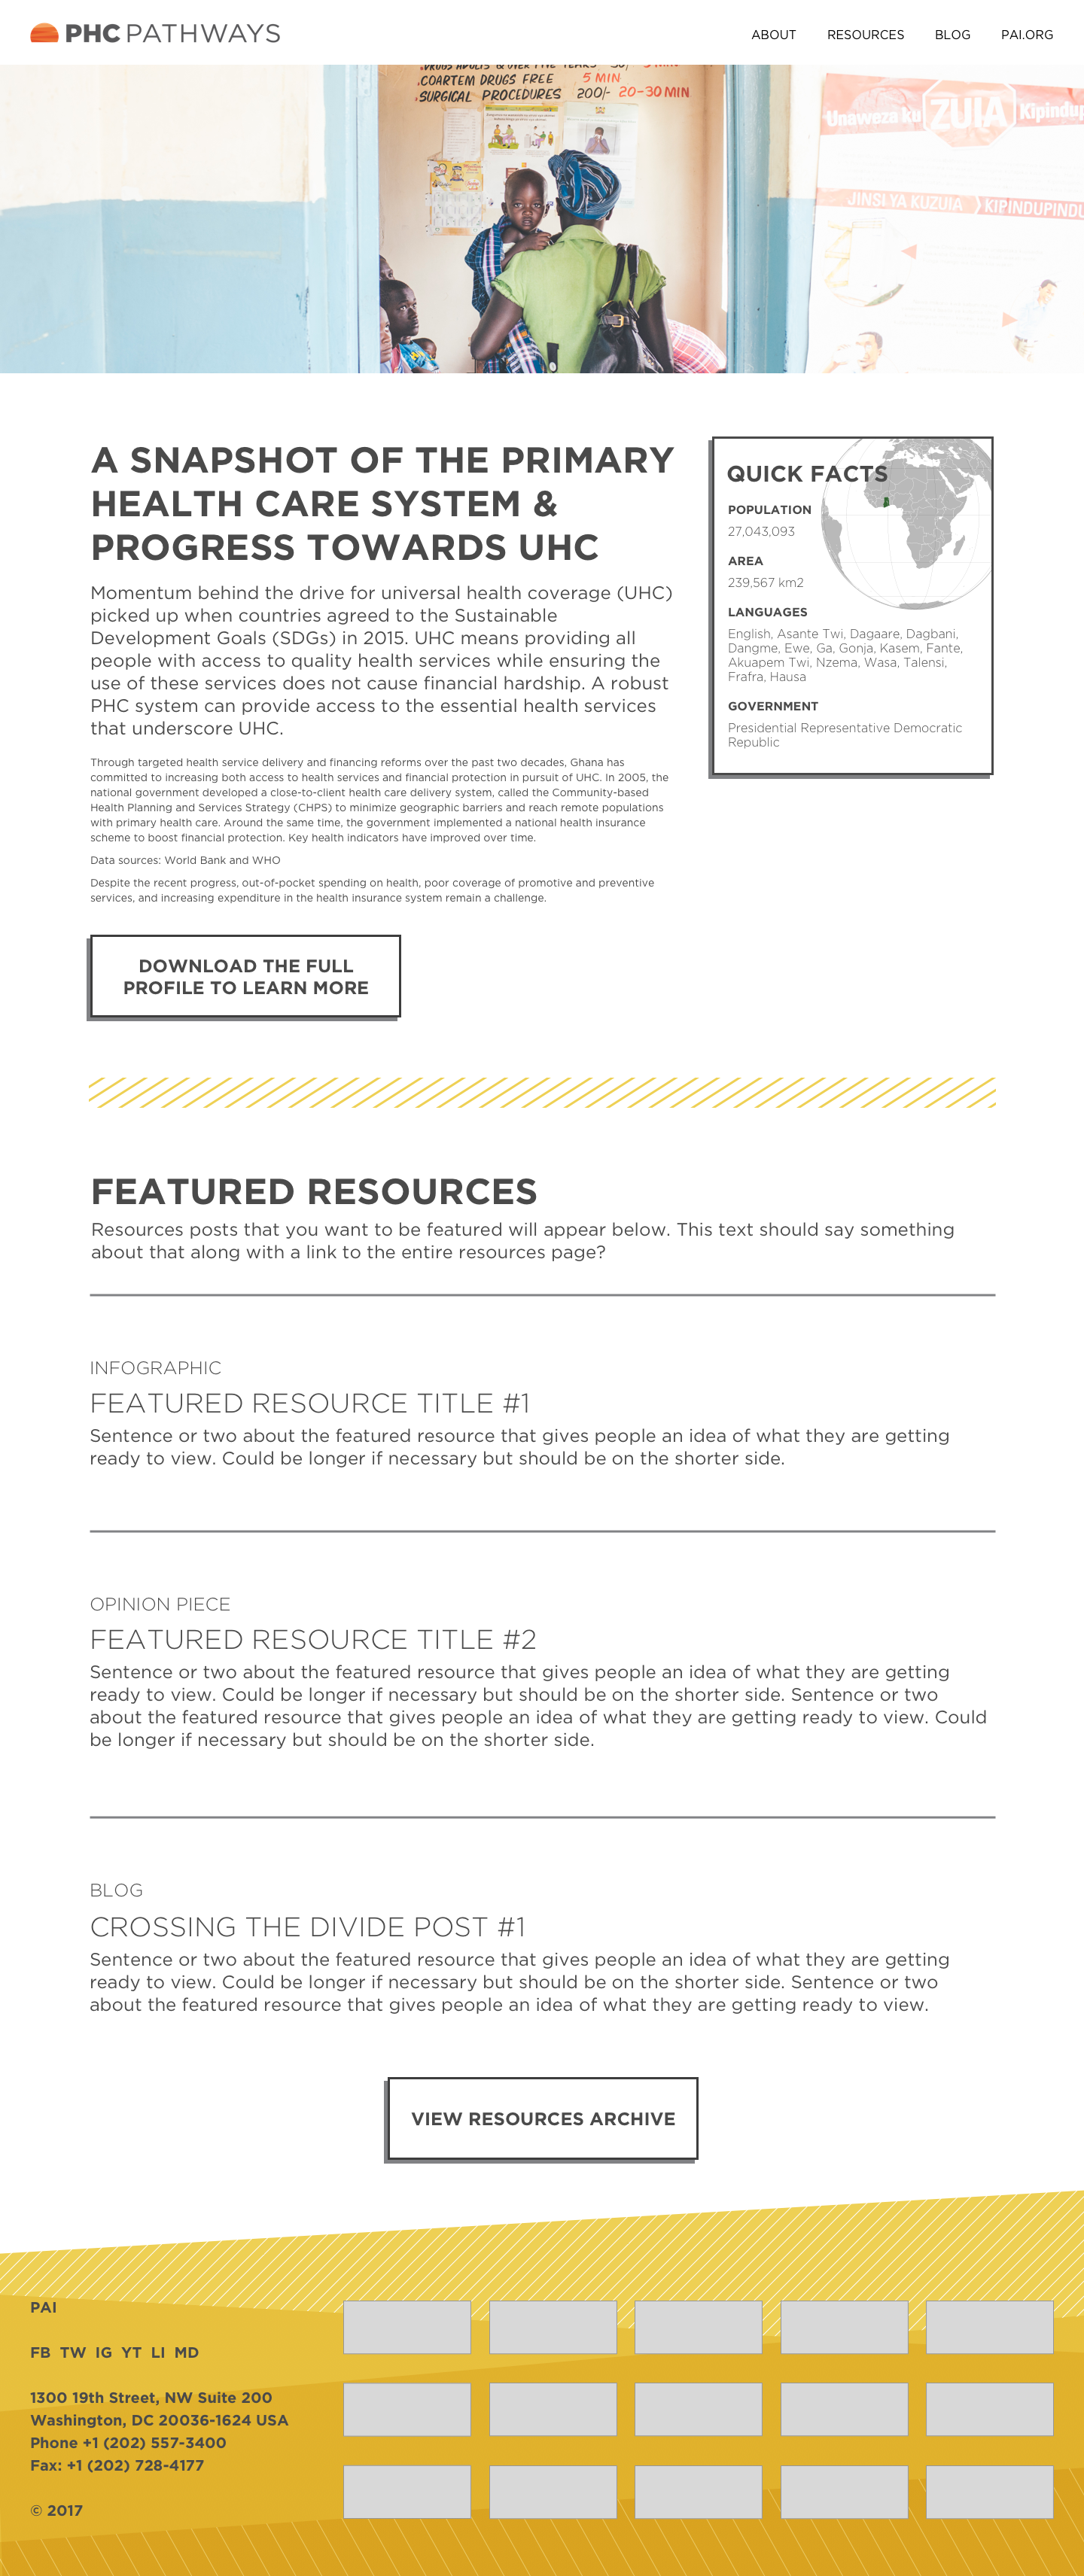 PHC PATHWAYS
ABOUT RESOURCES BLOG PAI.ORG
COARTEM DRUGS FREE 5 MIN
SURGICAL PROCEDURES 200/- 20-30 MIN
Unaweza ku ZUIA Kipindup
JINSI YA KUZUIA KIPINDUPINDU
A SNAPSHOT OF THE PRIMARY
HEALTH CARE SYSTEM &
PROGRESS TOWARDS UHC
Momentum behind the drive for universal health coverage (UHC)
picked up when countries agreed to the Sustainable
Development Goals (SDGs) in 2015. UHC means providing all
people with access to quality health services while ensuring the
use of these services does not cause financial hardship. A robust
PHC system can provide access to the essential health services
that underscore UHC.
Through targeted health service delivery and financing reforms over the past two decades, Ghana has
committed to increasing both access to health services and financial protection in pursuit of UHC. In 2005, the
national government developed a close-to-client health care delivery system, called the Community-based
Health Planning and Services Strategy (CHPS) to minimize geographic barriers and reach remote populations
with primary health care. Around the same time, the government implemented a national health insurance
scheme to boost financial protection. Key health indicators have improved over time.
Data sources: World Bank and WHO
Despite the recent progress, out-of-pocket spending on health, poor coverage of promotive and preventive
services, and increasing expenditure in the health insurance system remain a challenge.
DOWNLOAD THE FULL
PROFILE TO LEARN MORE
QUICK FACTS
POPULATION
27,043,093
AREA
239,567 km2
LANGUAGES
English, Asante Twi, Dagaare, Dagbani,
Dangme, Ewe, Ga, Gonja, Kasem, Fante,
Akuapem Twi, Nzema, Wasa, Talensi,
Frafra, Hausa
GOVERNMENT
Presidential Representative Democratic
Republic
FEATURED RESOURCES
Resources posts that you want to be featured will appear below. This text should say something
about that along with a link to the entire resources page?
INFOGRAPHIC
FEATURED RESOURCE TITLE #1
Sentence or two about the featured resource that gives people an idea of what they are getting
ready to view. Could be longer if necessary but should be on the shorter side.
OPINION PIECE
FEATURED RESOURCE TITLE #2
Sentence or two about the featured resource that gives people an idea of what they are getting
ready to view. Could be longer if necessary but should be on the shorter side. Sentence or two
about the featured resource that gives people an idea of what they are getting ready to view. Could
be longer if necessary but should be on the shorter side.
BLOG
CROSSING THE DIVIDE POST #1
Sentence or two about the featured resource that gives people an idea of what they are getting
ready to view. Could be longer if necessary but should be on the shorter side. Sentence or two
about the featured resource that gives people an idea of what they are getting ready to view.
VIEW RESOURCES ARCHIVE
PAI
FB TW IG YT LI MD
1300 19th Street, NW Suite 200
Washington, DC 20036-1624 USA
Phone +1 (202) 557-3400
Fax: +1 (202) 728-4177
© 2017